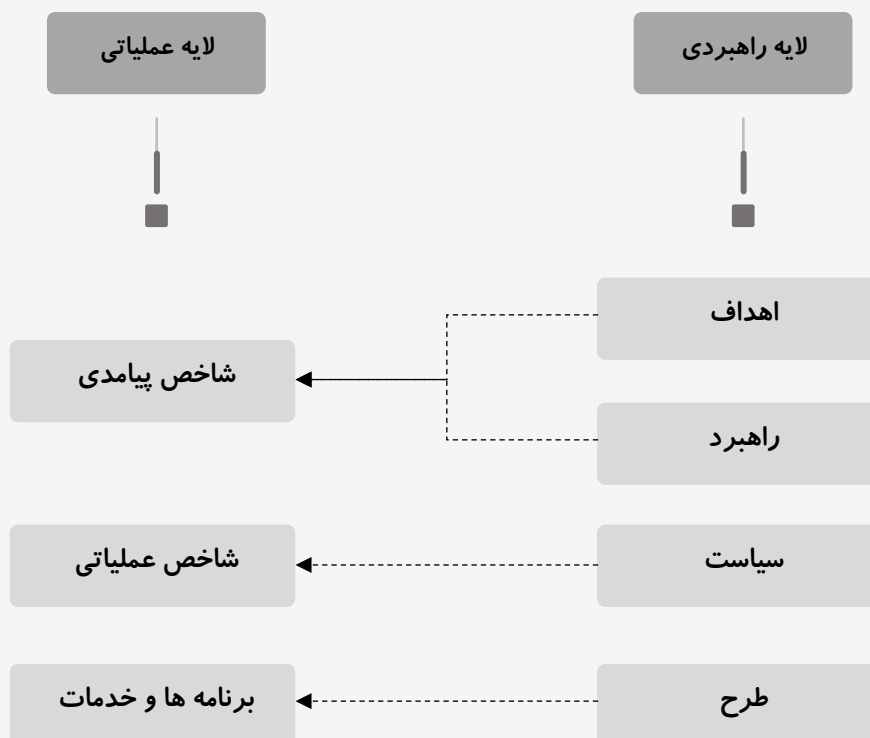 لایه راهبردی
لایه عملیاتی
اهداف
شاخص پیامدی
راهبرد
سیاست
شاخص عملیاتی
طرح
برنامه ها و خدمات